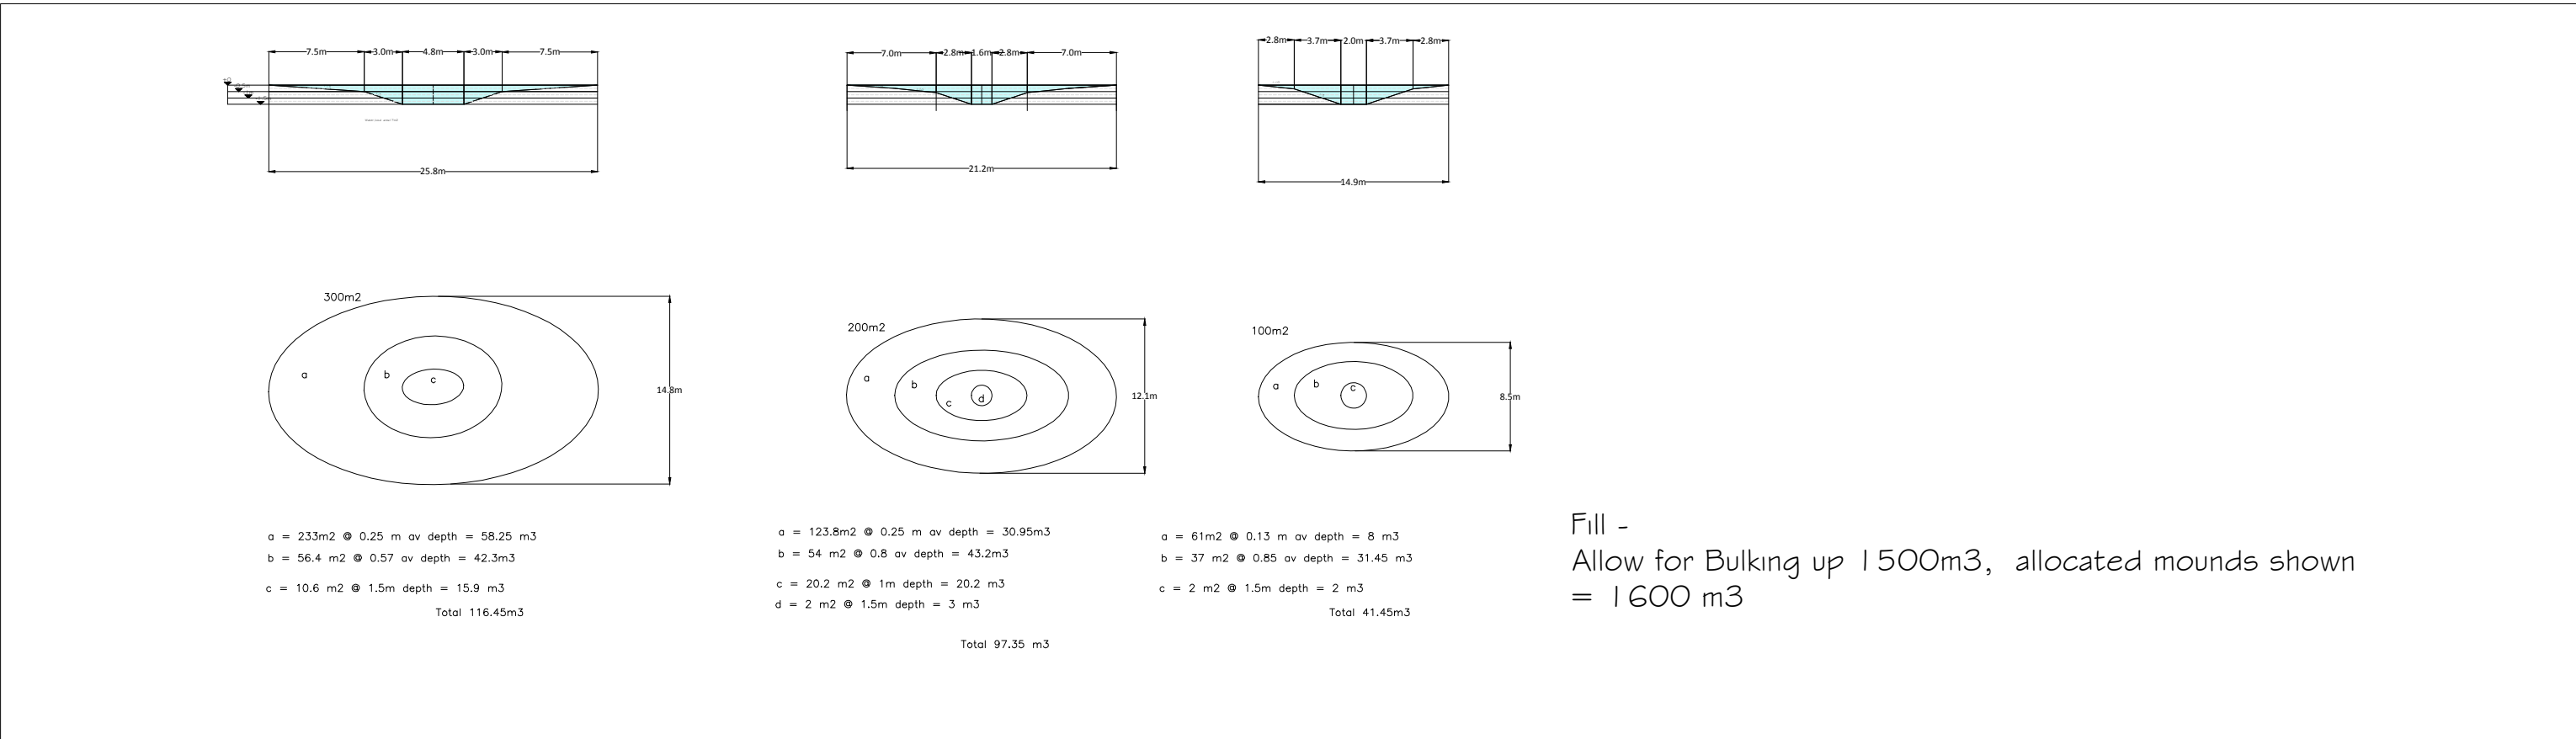 7.5m 3.0m 4.8m 3.0m 7.5m
7.0m 2.8m 1.6m 2.8m 7.0m
2.8m 3.7m 2.0m 3.7m 2.8m
25.8m
21.2m
14.9m
300m2
a
b
c
14.8m
200m2
a
b
c
d
12.1m
100m2
a
b
c
8.5m
a = 233m2 @ 0.25 m av depth = 58.25 m3
b = 56.4 m2 @ 0.57 av depth = 42.3m3
c = 10.6 m2 @ 1.5m depth = 15.9 m3
Total 116.45m3
a = 123.8m2 @ 0.25 m av depth = 30.95m3
b = 54 m2 @ 0.8 av depth = 43.2m3
c = 20.2 m2 @ 1m depth = 20.2 m3
d = 2 m2 @ 1.5m depth = 3 m3
Total 97.35 m3
a = 61m2 @ 0.13 m av depth = 8 m3
b = 37 m2 @ 0.85 av depth = 31.45 m3
c = 2 m2 @ 1.5m depth = 2 m3
Total 41.45m3
Fill -
Allow for Bulking up 1500m3, allocated mounds shown
= 1600 m3